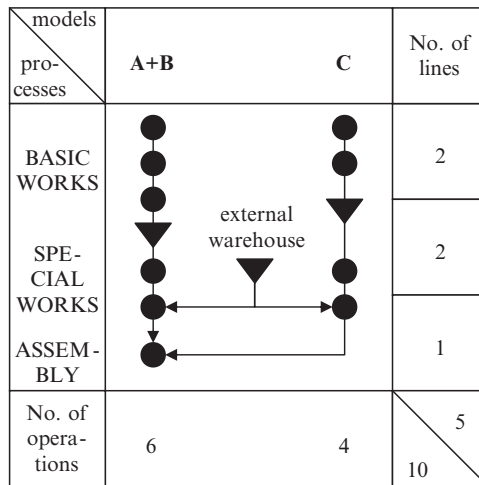 models
pro-
cesses
A+B
C
No. of
lines
BASIC
WORKS
2
external
warehouse
SPE-
CIAL
WORKS
2
ASSEM-
BLY
1
No. of
opera-
tions
6
4
5
10